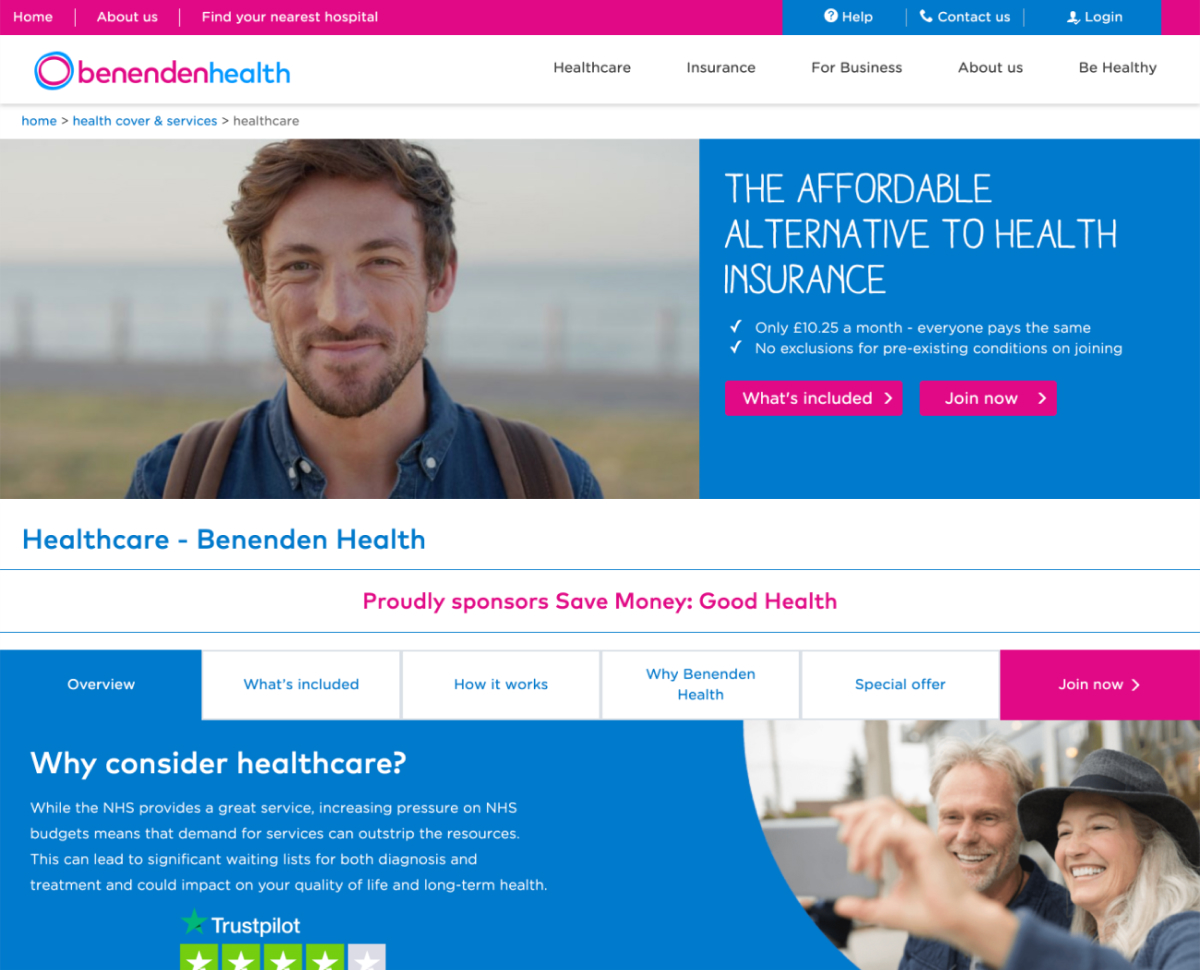 Home About us Find your nearest hospital Help Contact us Login
benendenhealth Healthcare Insurance For Business About us Be Healthy
home > health cover & services > healthcare
THE AFFORDABLE
ALTERNATIVE TO HEALTH
INSURANCE
Only £10.25 a month - everyone pays the same
No exclusions for pre-existing conditions on joining
What's included Join now
Healthcare - Benenden Health
Proudly sponsors Save Money: Good Health
Overview What's included How it works Why Benenden Health Special offer Join now
Why consider healthcare?
While the NHS provides a great service, increasing pressure on NHS
budgets means that demand for services can outstrip the resources.
This can lead to significant waiting lists for both diagnosis and
treatment and could impact on your quality of life and long-term health.
Trustpilot